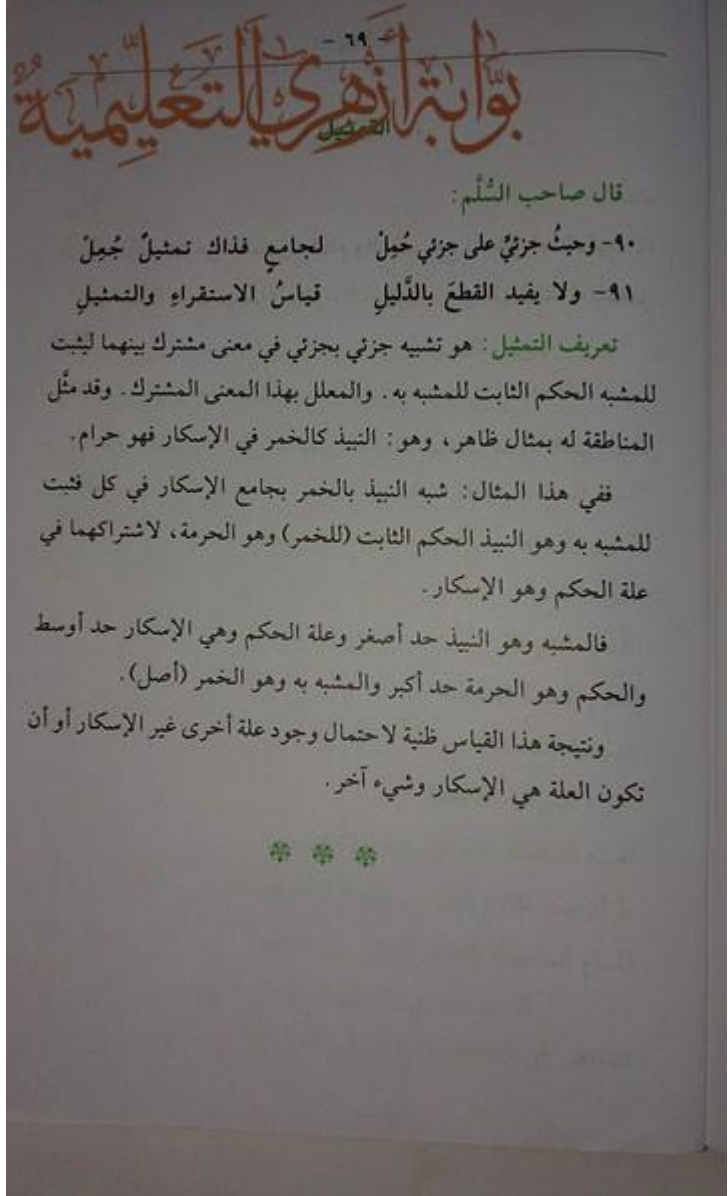 - ٦٩ -
بوابة أزهري التعليمية
التمثيل
قال صاحب السُّلَّم:
٩٠- وحيثُ جزئيٌّ على جزئي حُمِلْ لجامعٍ فذاك تمثيلٌ جُعِلْ
٩١- ولا يفيد القطعَ بالدَّليلِ قياسُ الاستقراءِ والتمثيلِ
تعريف التمثيل: هو تشبيه جزئي بجزئي في معنى مشترك بينهما ليثبت
للمشبه الحكم الثابت للمشبه به. والمعلل بهذا المعنى المشترك. وقد مثَّل
المناطقة له بمثال ظاهر، وهو: النبيذ كالخمر في الإسكار فهو حرام.
ففي هذا المثال: شبه النبيذ بالخمر بجامع الإسكار في كل فثبت
للمشبه به وهو النبيذ الحكم الثابت (للخمر) وهو الحرمة، لاشتراكهما في
علة الحكم وهو الإسكار.
فالمشبه وهو النبيذ حد أصغر وعلة الحكم وهي الإسكار حد أوسط
والحكم وهو الحرمة حد أكبر والمشبه به وهو الخمر (أصل).
ونتيجة هذا القياس ظنية لاحتمال وجود علة أخرى غير الإسكار أو أن
تكون العلة هي الإسكار وشيء آخر.